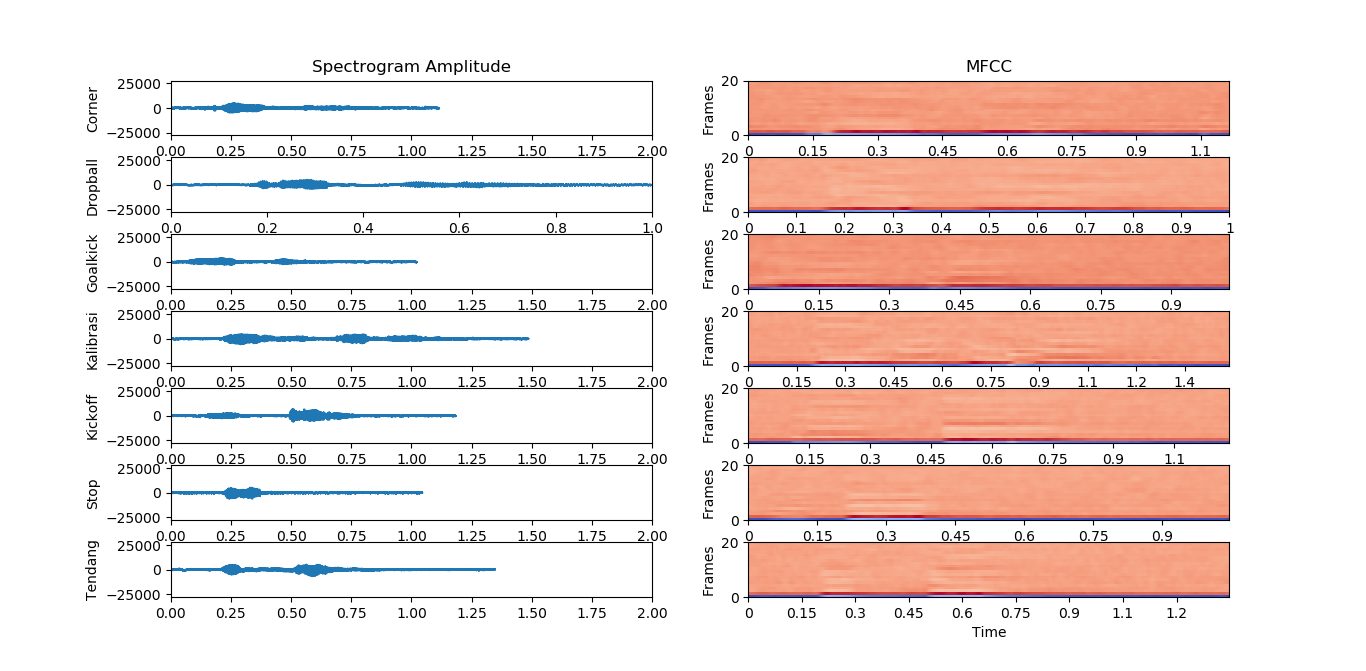 Spectrogram Amplitude MFCC
25000 20
Corner 0 Frames
−25000 0
0.00 0.25 0.50 0.75 1.00 1.25 1.50 1.75 2.00 0 0.15 0.3 0.45 0.6 0.75 0.9 1.1
25000 20
Dropball 0 Frames
−25000 0
0.0 0.2 0.4 0.6 0.8 1.0 0 0.1 0.2 0.3 0.4 0.5 0.6 0.7 0.8 0.9 1
25000 20
Goalkick 0 Frames
−25000 0
0.00 0.25 0.50 0.75 1.00 1.25 1.50 1.75 2.00 0 0.15 0.3 0.45 0.6 0.75 0.9
25000 20
Kalibrasi 0 Frames
−25000 0
0.00 0.25 0.50 0.75 1.00 1.25 1.50 1.75 2.00 0 0.15 0.3 0.45 0.6 0.75 0.9 1.1 1.2 1.4
25000 20
Kickoff 0 Frames
−25000 0
0.00 0.25 0.50 0.75 1.00 1.25 1.50 1.75 2.00 0 0.15 0.3 0.45 0.6 0.75 0.9 1.1
25000 20
Stop 0 Frames
−25000 0
0.00 0.25 0.50 0.75 1.00 1.25 1.50 1.75 2.00 0 0.15 0.3 0.45 0.6 0.75 0.9
25000 20
Tendang 0 Frames
−25000 0
0.00 0.25 0.50 0.75 1.00 1.25 1.50 1.75 2.00 0 0.15 0.3 0.45 0.6 0.75 0.9 1.1 1.2
Time